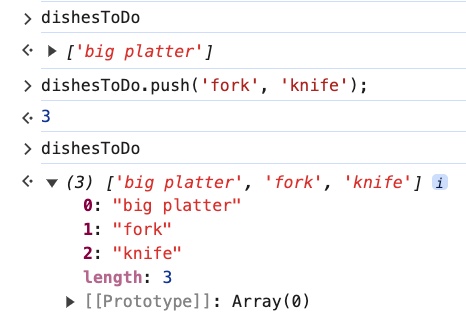 > dishesToDo
<· ▶ ['big platter']
> dishesToDo.push('fork', 'knife');
<· 3
> dishesToDo
<· ▼ (3) ['big platter', 'fork', 'knife'] i
0: "big platter"
1: "fork"
2: "knife"
length: 3
▶ [[Prototype]]: Array(0)